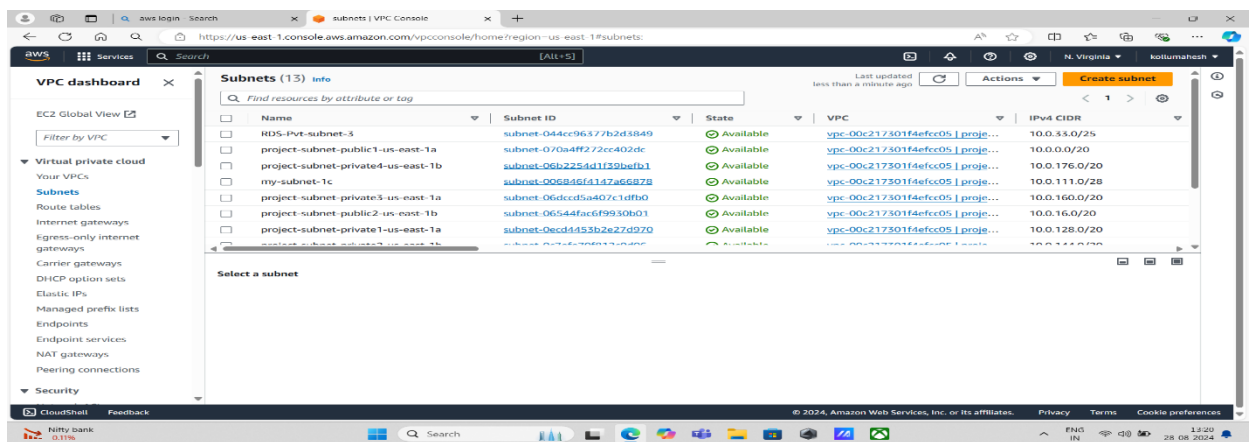 aws login - Search
subnets | VPC Console
https://us-east-1.console.aws.amazon.com/vpcconsole/home?region=us-east-1#subnets:
aws Services Search [Alt+S] N. Virginia kollumahesh
VPC dashboard
EC2 Global View
Filter by VPC
Virtual private cloud
Your VPCs
Subnets
Route tables
Internet gateways
Egress-only internet
gateways
Carrier gateways
DHCP option sets
Elastic IPs
Managed prefix lists
Endpoints
Endpoint services
NAT gateways
Peering connections
Security
Subnets (13) Info
Last updated
less than a minute ago
Actions
Create subnet
Find resources by attribute or tag
1
Name Subnet ID State VPC IPv4 CIDR
RDS-Pvt-subnet-3 subnet-044cc96377b2d3849 Available vpc-00c217301f4efcc05 | proje... 10.0.33.0/25
project-subnet-public1-us-east-1a subnet-070a4ff272cc402dc Available vpc-00c217301f4efcc05 | proje... 10.0.0.0/20
project-subnet-private4-us-east-1b subnet-06b2254d1f39befb1 Available vpc-00c217301f4efcc05 | proje... 10.0.176.0/20
my-subnet-1c subnet-006846f4147a66878 Available vpc-00c217301f4efcc05 | proje... 10.0.111.0/28
project-subnet-private3-us-east-1a subnet-06dccd5a407c1dfb0 Available vpc-00c217301f4efcc05 | proje... 10.0.160.0/20
project-subnet-public2-us-east-1b subnet-06544fac6f9930b01 Available vpc-00c217301f4efcc05 | proje... 10.0.16.0/20
project-subnet-private1-us-east-1a subnet-0ecd4453b2e27d970 Available vpc-00c217301f4efcc05 | proje... 10.0.128.0/20
Select a subnet
CloudShell Feedback © 2024, Amazon Web Services, Inc. or its affiliates. Privacy Terms Cookie preferences
Nifty bank
0.11%
Search
ENG
IN
13:20
28-08-2024